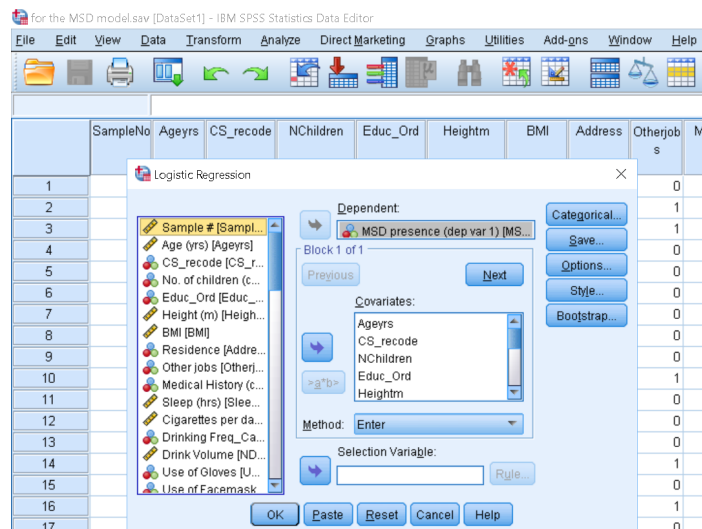 for the MSD model.sav [DataSet1] - IBM SPSS Statistics Data Editor
File Edit View Data Transform Analyze Direct Marketing Graphs Utilities Add-ons Window Help
SampleNo Ageyrs CS_recode NChildren Educ_Ord Heightm BMI Address Otherjob
s
Logistic Regression
Sample # [Sampl...
Age (yrs) [Ageyrs]
CS_recode [CS_r...
No. of children (c...
Educ_Ord [Educ_...
Height (m) [Heigh...
BMI [BMI]
Residence [Addre...
Other jobs [Otherj...
Medical History (c...
Sleep (hrs) [Slee...
Cigarettes per da...
Drinking Freq_Ca...
Drink Volume [ND...
Use of Gloves [U...
Use of Facemask
Dependent:
MSD presence (dep var 1) [MS...
Block 1 of 1
Previous Next
Covariates:
Ageyrs
CS_recode
NChildren
Educ_Ord
Heightm
>a*b>
Method: Enter
Selection Variable:
Rule...
Categorical...
Save...
Options...
Style...
Bootstrap...
OK Paste Reset Cancel Help
1 0
2 1
3 1
4 0
5 0
6 0
7 0
8 0
9 0
10 1
11 0
12 0
13 0
14 1
15 0
16 1
17 0